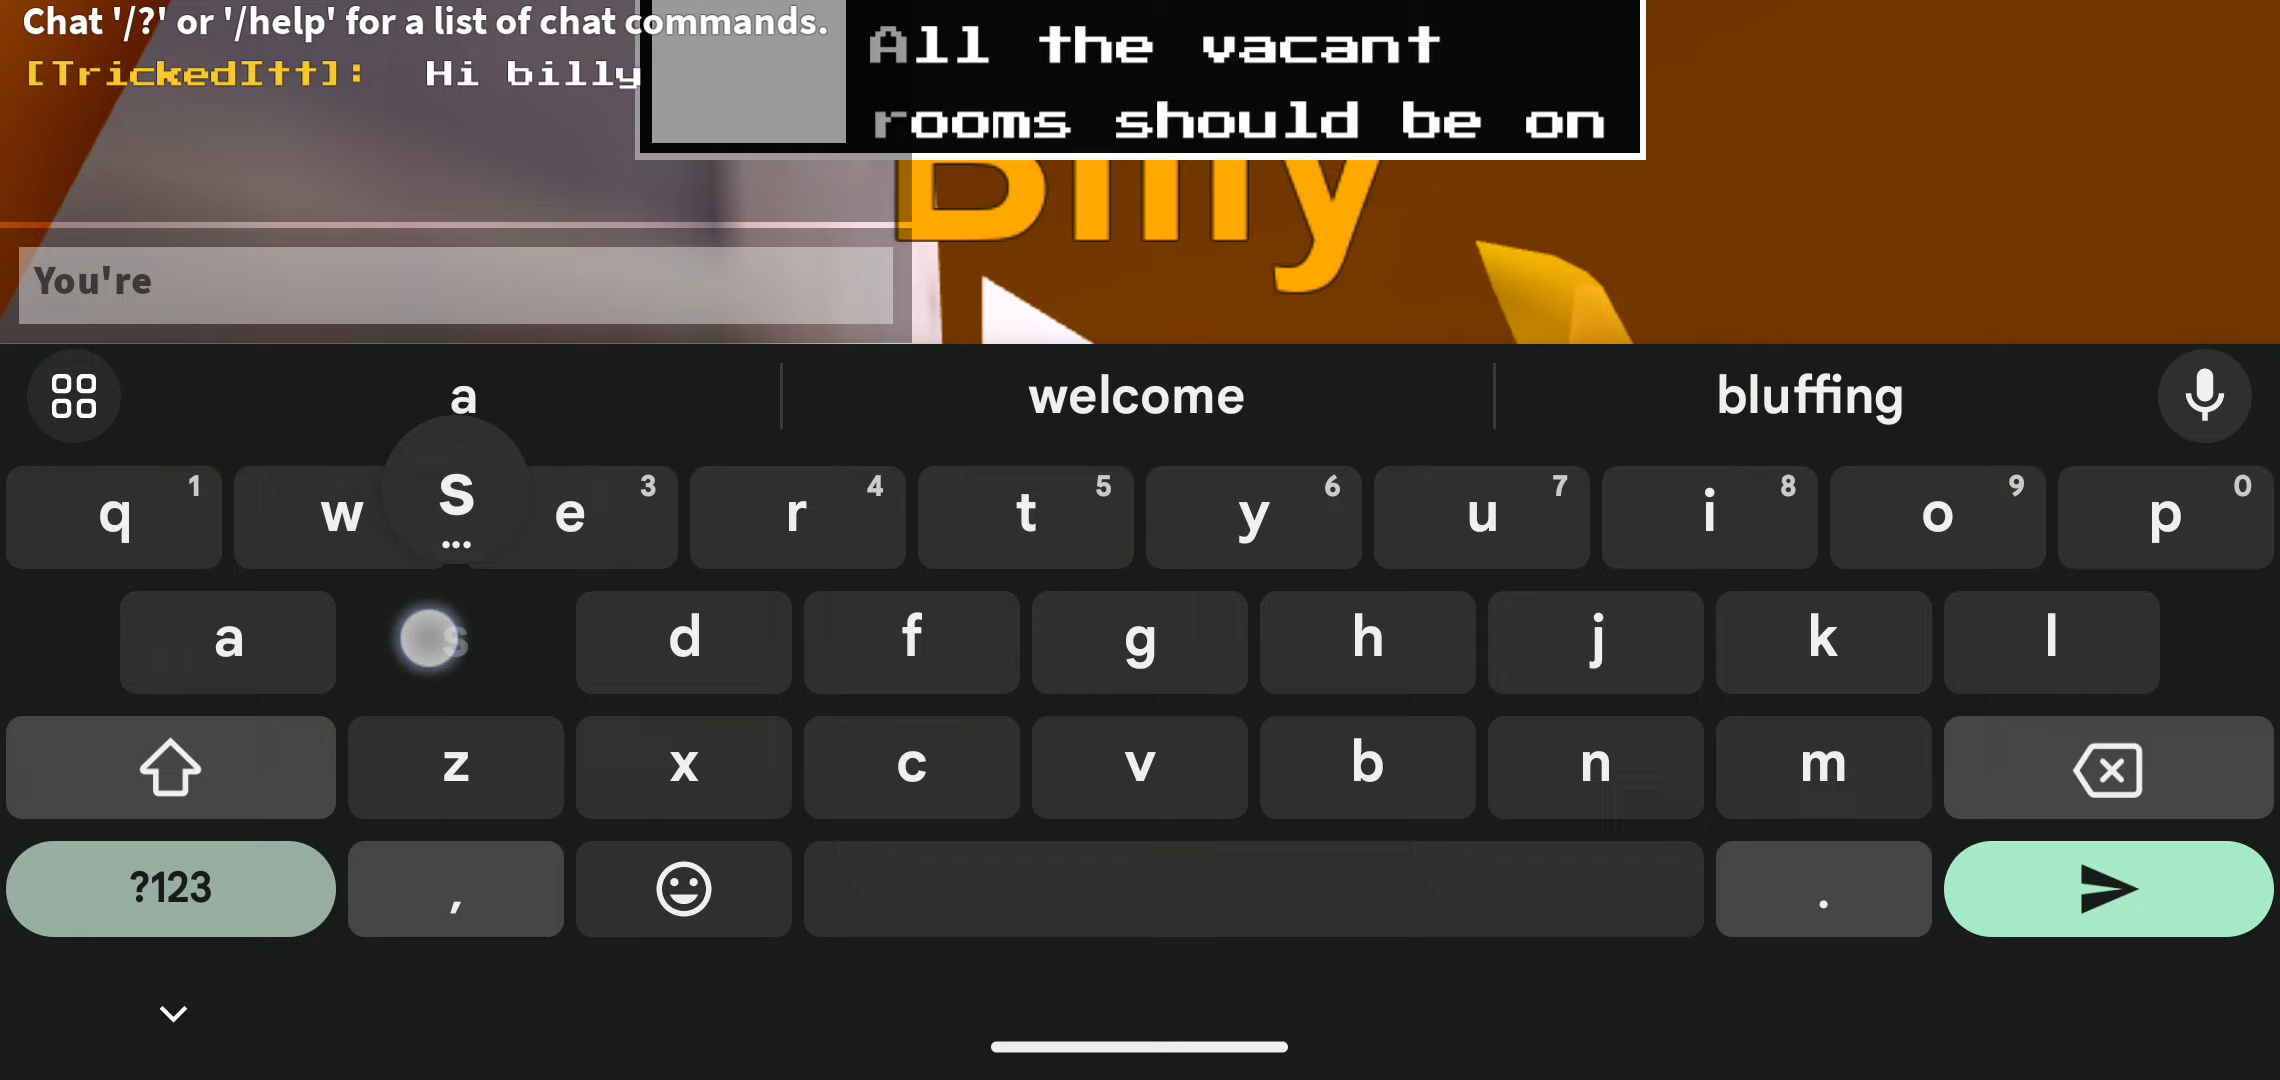 Chat '/?' or '/help' for a list of chat commands.
[TrickedItt]: Hi billy
All the vacant
rooms should be on
Billy
You're
a welcome bluffing
s
q 1 w e 3 r 4 t 5 y 6 u 7 i 8 o 9 p 0
a s d f g h j k l
z x c v b n m
?123 , .